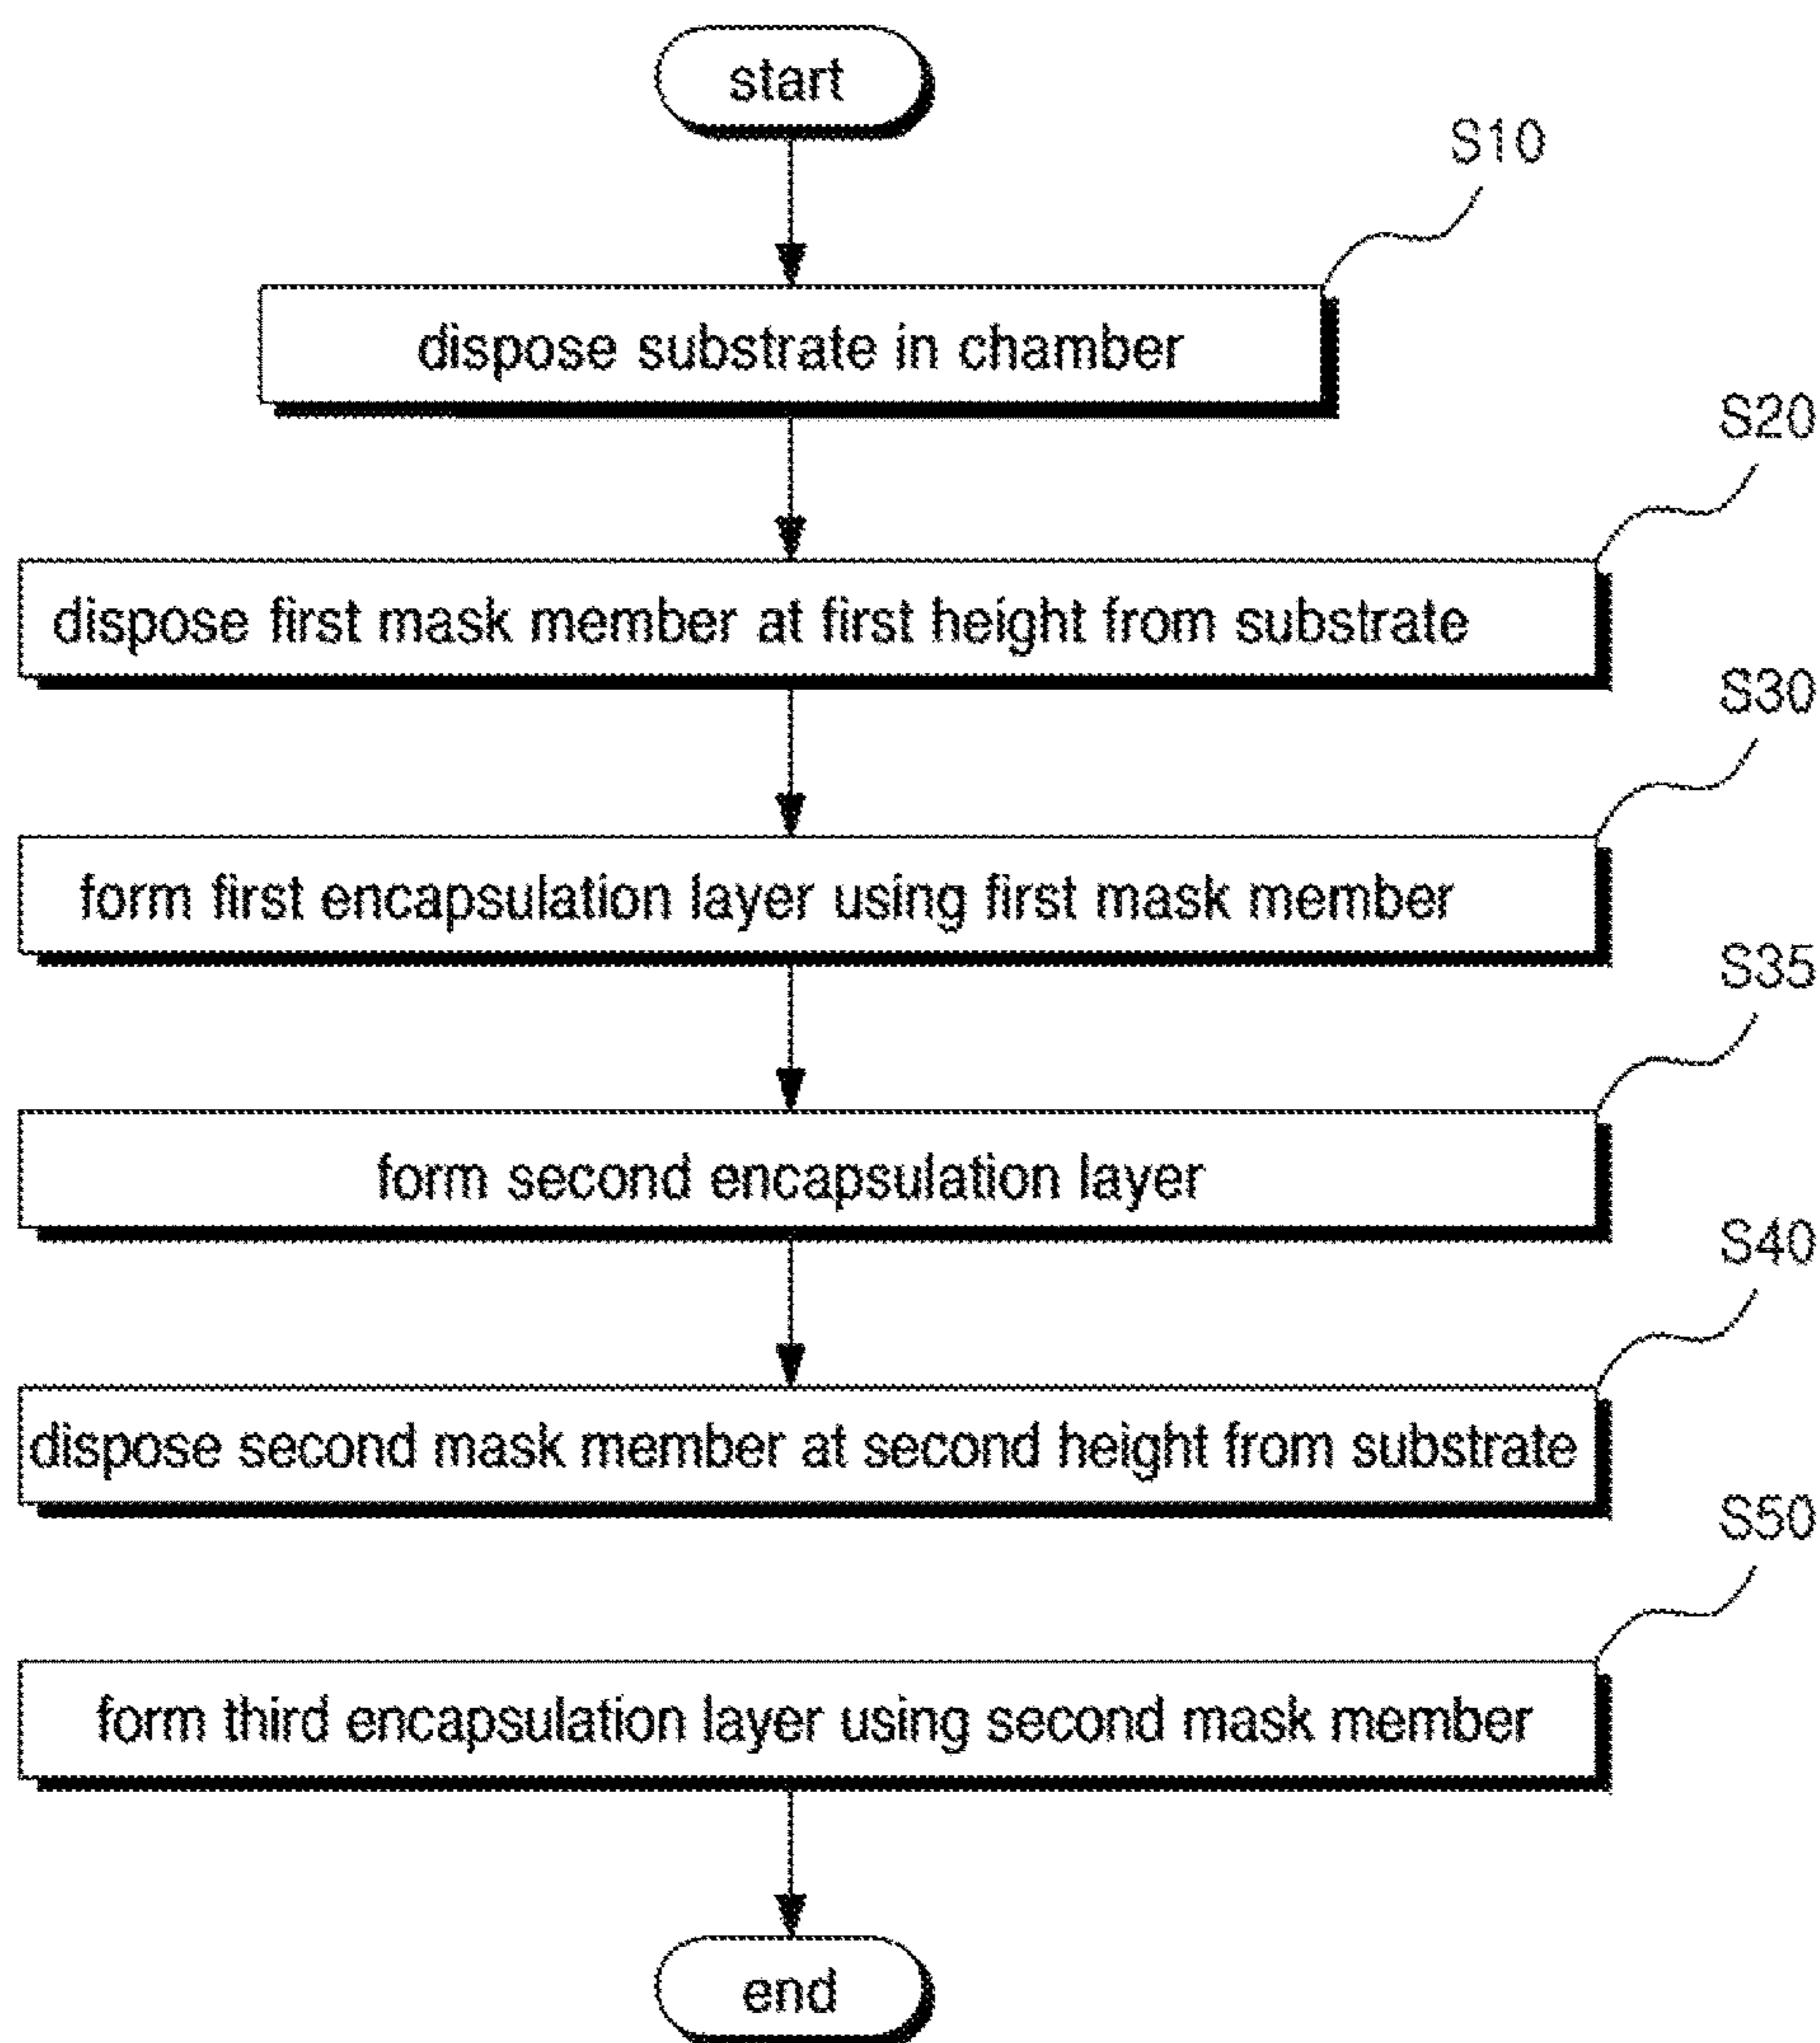 start
S10
dispose substrate in chamber
S20
dispose first mask member at first height from substrate
S30
form first encapsulation layer using first mask member
S35
form second encapsulation layer
S40
dispose second mask member at second height from substrate
S50
form third encapsulation layer using second mask member
end